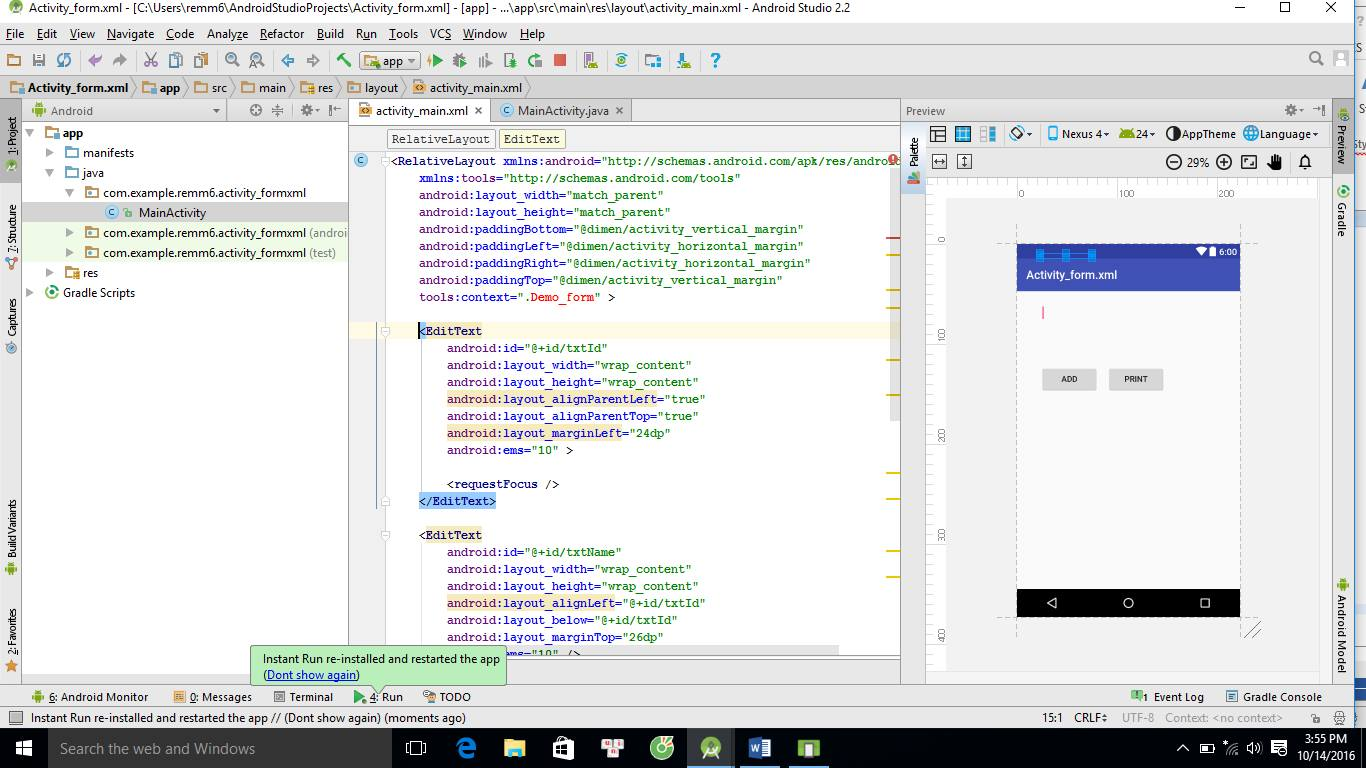 Activity_form.xml - [C:\Users\remm6\AndroidStudioProjects\Activity_form.xml] - [app] - ...\app\src\main\res\layout\activity_main.xml - Android Studio 2.2
File Edit View Navigate Code Analyze Refactor Build Run Tools VCS Window Help
app
Activity_form.xml app src main res layout activity_main.xml
Android
activity_main.xml MainActivity.java
Preview
1: Project
7: Structure
Captures
Build Variants
2: Favorites
app
manifests
java
com.example.remm6.activity_formxml
MainActivity
com.example.remm6.activity_formxml (androi
com.example.remm6.activity_formxml (test)
res
Gradle Scripts
RelativeLayout EditText
<RelativeLayout xmlns:android="http://schemas.android.com/apk/res/android
xmlns:tools="http://schemas.android.com/tools"
android:layout_width="match_parent"
android:layout_height="match_parent"
android:paddingBottom="@dimen/activity_vertical_margin"
android:paddingLeft="@dimen/activity_horizontal_margin"
android:paddingRight="@dimen/activity_horizontal_margin"
android:paddingTop="@dimen/activity_vertical_margin"
tools:context=".Demo_form" >
<EditText
android:id="@+id/txtId"
android:layout_width="wrap_content"
android:layout_height="wrap_content"
android:layout_alignParentLeft="true"
android:layout_alignParentTop="true"
android:layout_marginLeft="24dp"
android:ems="10" >
<requestFocus />
</EditText>
<EditText
android:id="@+id/txtName"
android:layout_width="wrap_content"
android:layout_height="wrap_content"
android:layout_alignLeft="@+id/txtId"
android:layout_below="@+id/txtId"
android:layout_marginTop="26dp"
ems="10" />
Palette
Nexus 4 24 AppTheme Language
29%
0 100 200
0
100
200
300
400
6:00
Activity_form.xml
ADD PRINT
Preview
Gradle
Android Model
Instant Run re-installed and restarted the app
(Dont show again)
6: Android Monitor 0: Messages Terminal 4: Run TODO 1 Event Log Gradle Console
Instant Run re-installed and restarted the app // (Dont show again) (moments ago) 15:1 CRLF UTF-8 Context: <no context>
Search the web and Windows
3:55 PM
10/14/2016